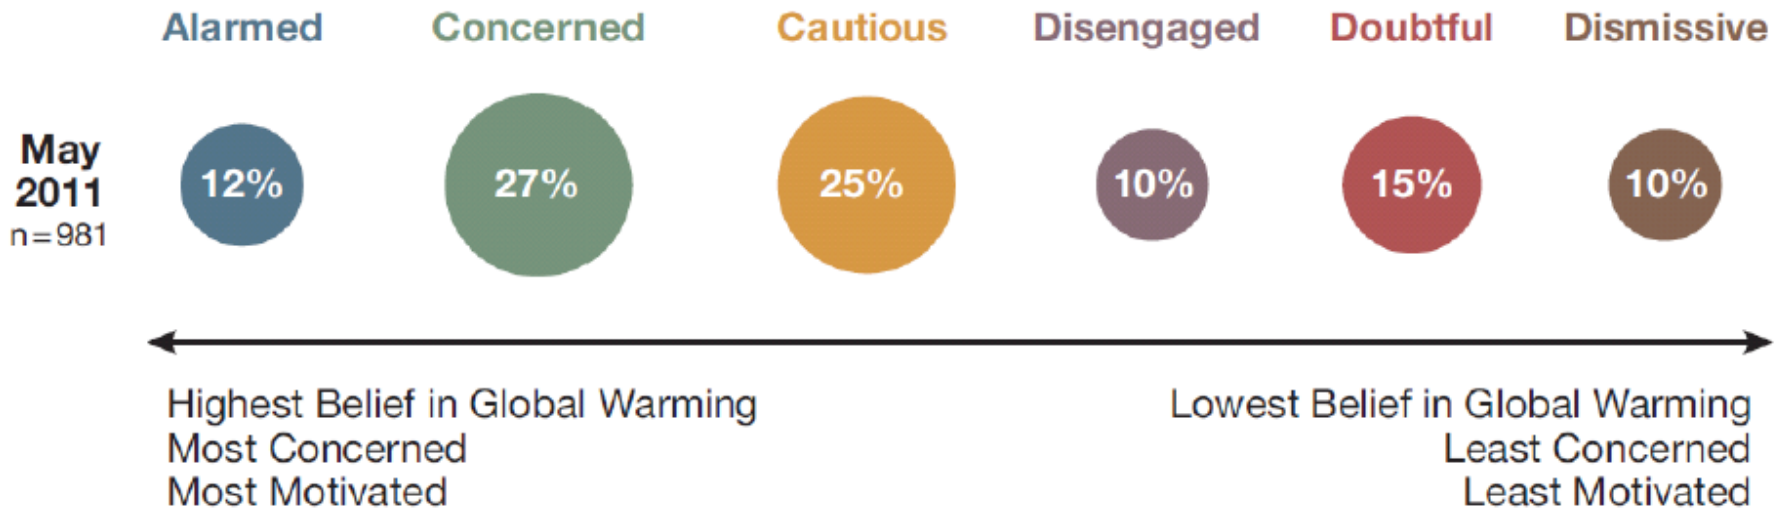 Alarmed Concerned Cautious Disengaged Doubtful Dismissive
May
2011
n=981
12% 27% 25% 10% 15% 10%
Highest Belief in Global Warming
Most Concerned
Most Motivated
Lowest Belief in Global Warming
Least Concerned
Least Motivated